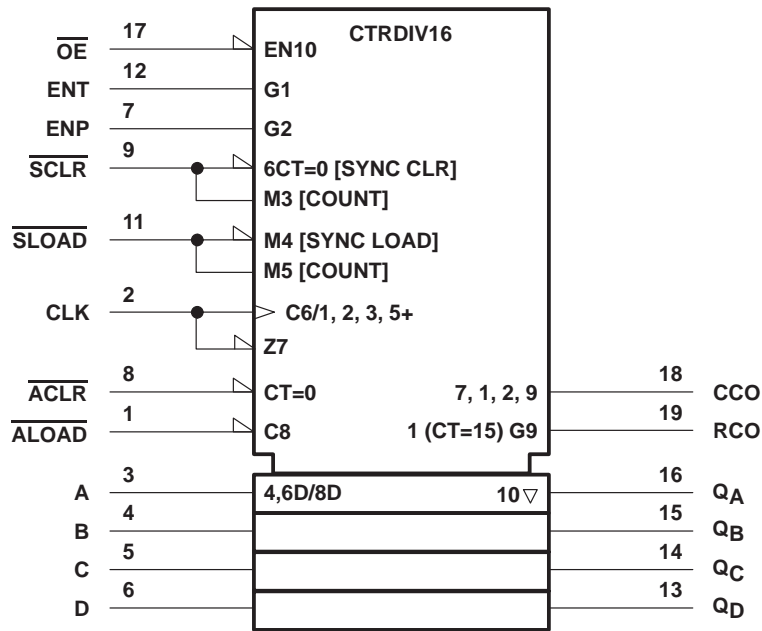 CTRDIV16
17
OE
EN10
12
ENT
G1
7
ENP
G2
9
SCLR
6CT=0 [SYNC CLR]
M3 [COUNT]
11
SLOAD
M4 [SYNC LOAD]
M5 [COUNT]
2
CLK
C6/1, 2, 3, 5+
Z7
8
ACLR
CT=0
7, 1, 2, 9
18
CCO
1
ALOAD
C8
1 (CT=15) G9
19
RCO
3
A
4,6D/8D
10
16
QA
4
B
15
QB
5
C
14
QC
6
D
13
QD